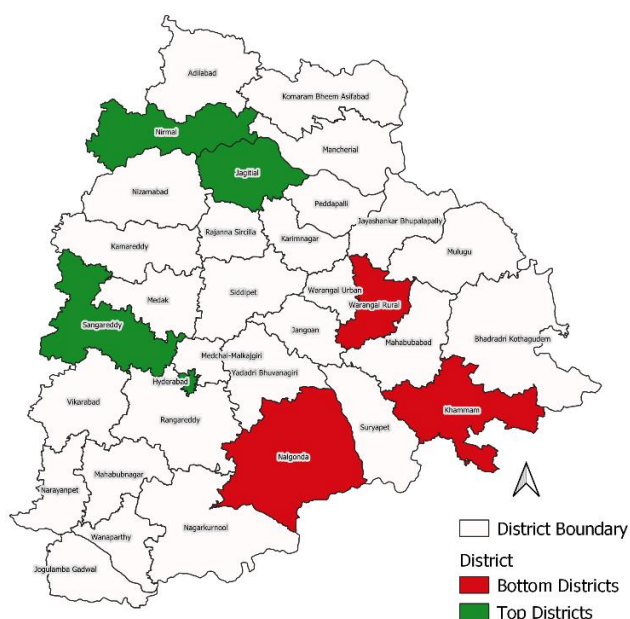 Adilabad
Komaram Bheem Asifabad
Nirmal
Mancherial
Jagitial
Nizamabad
Peddapalli
Jayashankar Bhupalapally
Rajanna Sircilla
Karimnagar
Kamareddy
Mulugu
Warangal Urban
Siddipet
Medak
Warangal Rural
Sangareddy
Jangoan
Bhadradri Kothagudem
Mahabubabad
Medchal-Malkajgiri
Yadadri Bhuvanagiri
Hyderabad
Vikarabad
Khammam
Rangareddy
Suryapet
Nalgonda
Mahabubnagar
Narayanpet
Nagarkurnool
Wanaparthy
Jogulamba Gadwal
District Boundary
District
Bottom Districts
Top Districts